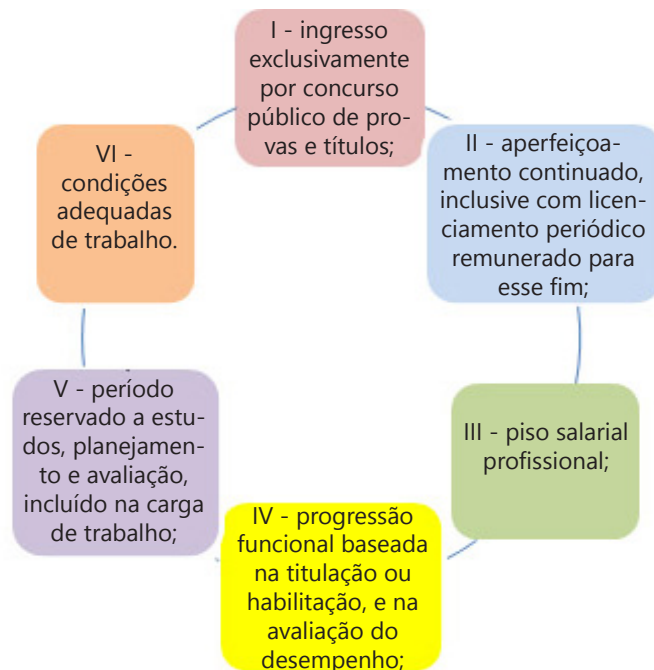 I - ingresso
exclusivamente
por concurso
público de pro-
vas e títulos;
II - aperfeiçoa-
mento continuado,
inclusive com licen-
ciamento periódico
remunerado para
esse fim;
III - piso salarial
profissional;
IV - progressão
funcional baseada
na titulação ou
habilitação, e na
avaliação do
desempenho;
V - período
reservado a estu-
dos, planejamen-
to e avaliação,
incluído na carga
de trabalho;
VI -
condições
adequadas
de trabalho.